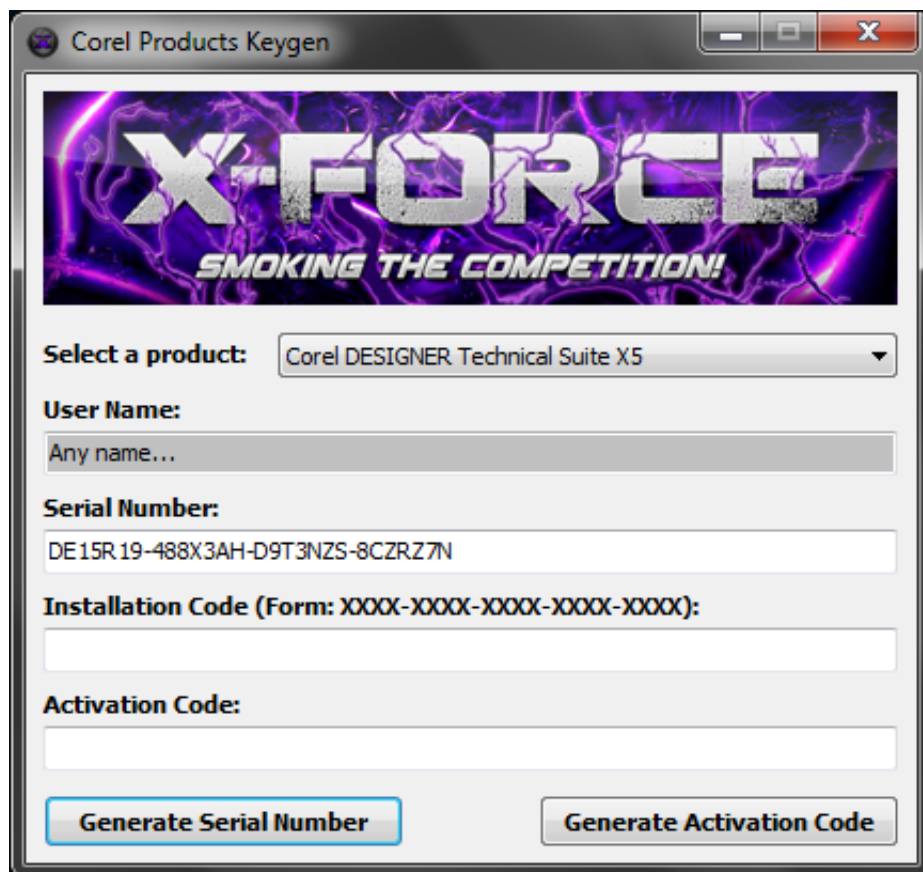 Corel Products Keygen
X-FORCE
SMOKING THE COMPETITION!
Select a product: Corel DESIGNER Technical Suite X5
User Name:
Any name...
Serial Number:
DE15R19-488X3AH-D9T3NZS-8CZRZ7N
Installation Code (Form: XXXX-XXXX-XXXX-XXXX-XXXX):
Activation Code:
Generate Serial Number Generate Activation Code